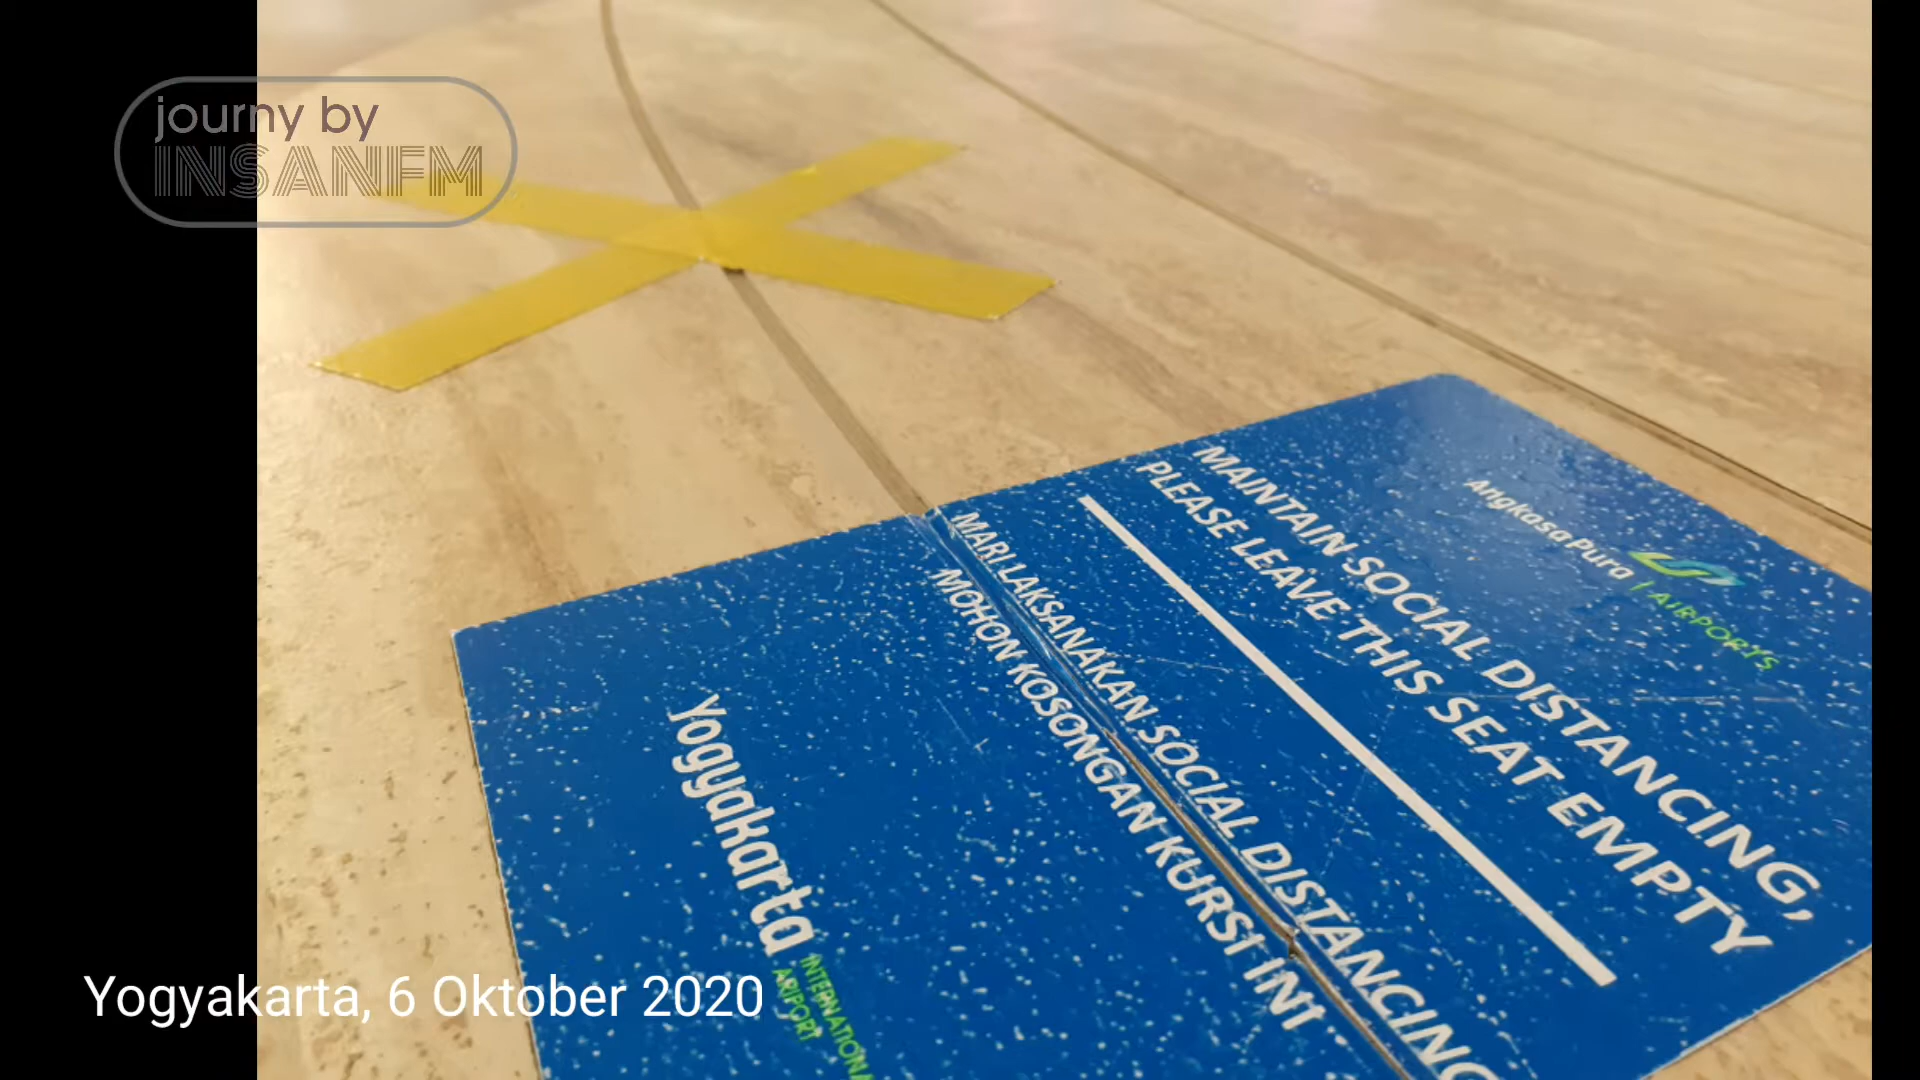 journy by
INSANFM
AngkasaPura | AIRPORTS
MAINTAIN SOCIAL DISTANCING,
PLEASE LEAVE THIS SEAT EMPTY
MARI LAKSANAKAN SOCIAL DISTANCING
MOHON KOSONGAN KURSI INI
Yogyakarta
INTERNATIONAL
AIRPORT
Yogyakarta, 6 Oktober 2020